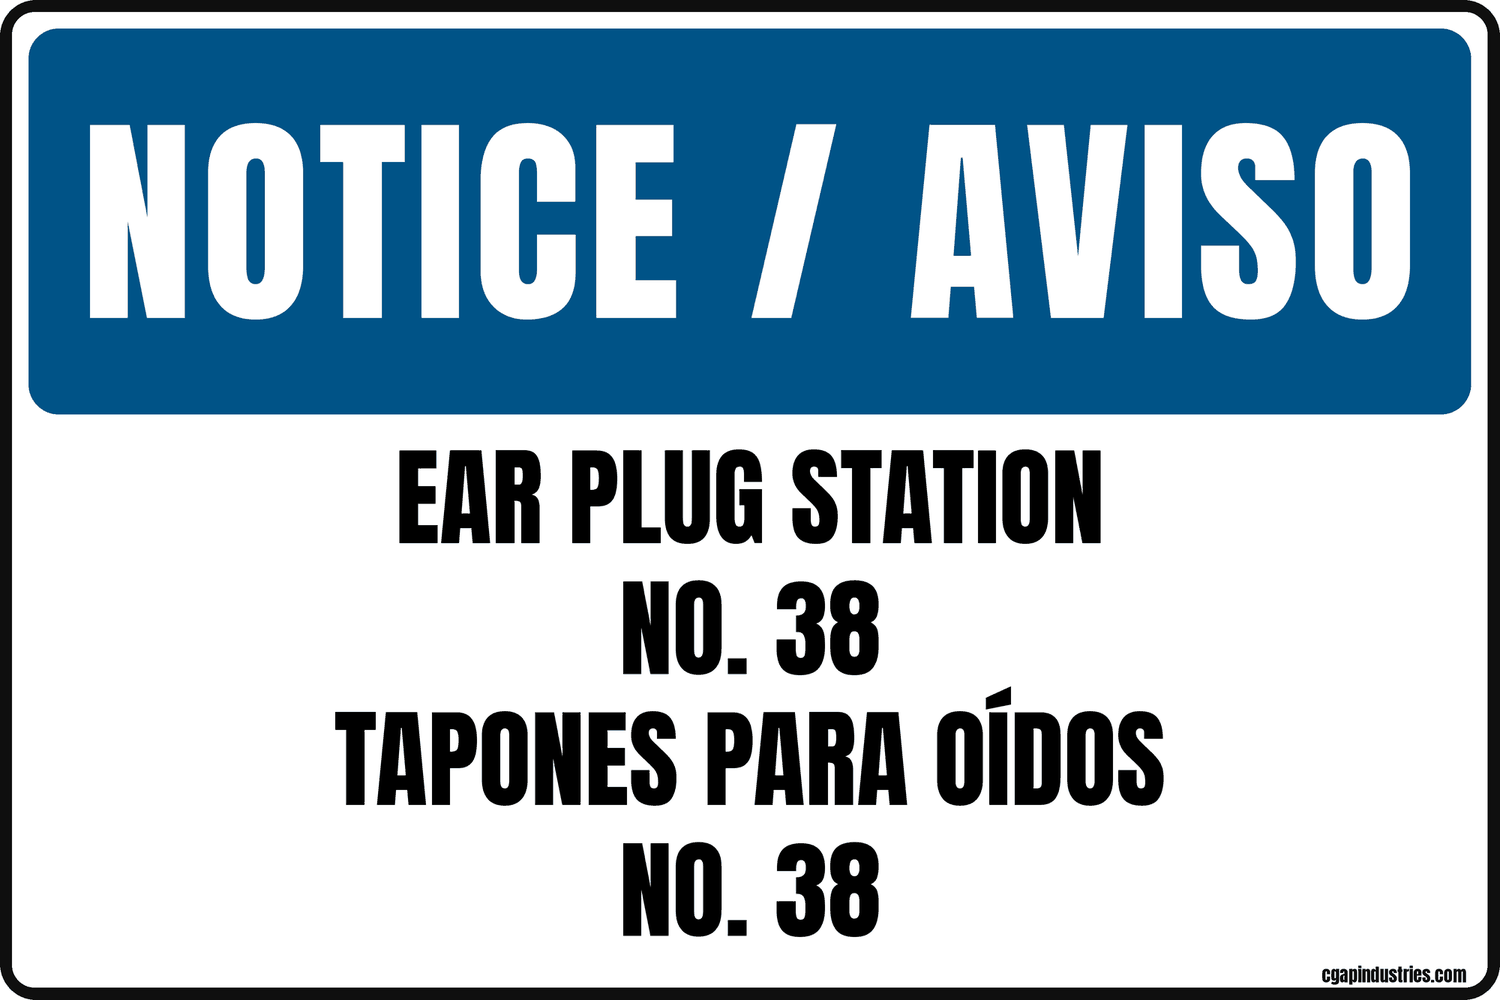 NOTICE / AVISO
EAR PLUG STATION
NO. 38
TAPONES PARA OÍDOS
NO. 38
cgapindustries.com